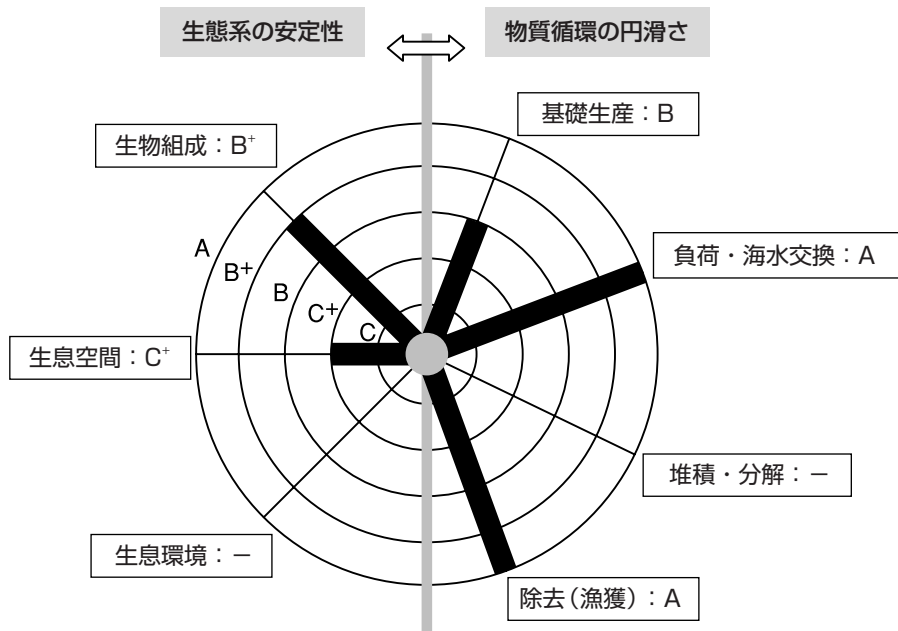 生態系の安定性
物質循環の円滑さ
基礎生産：B
生物組成：B⁺
負荷・海水交換：A
A
B+
B
C+
C
生息空間：C⁺
堆積・分解：－
生息環境：－
除去（漁獲）：A